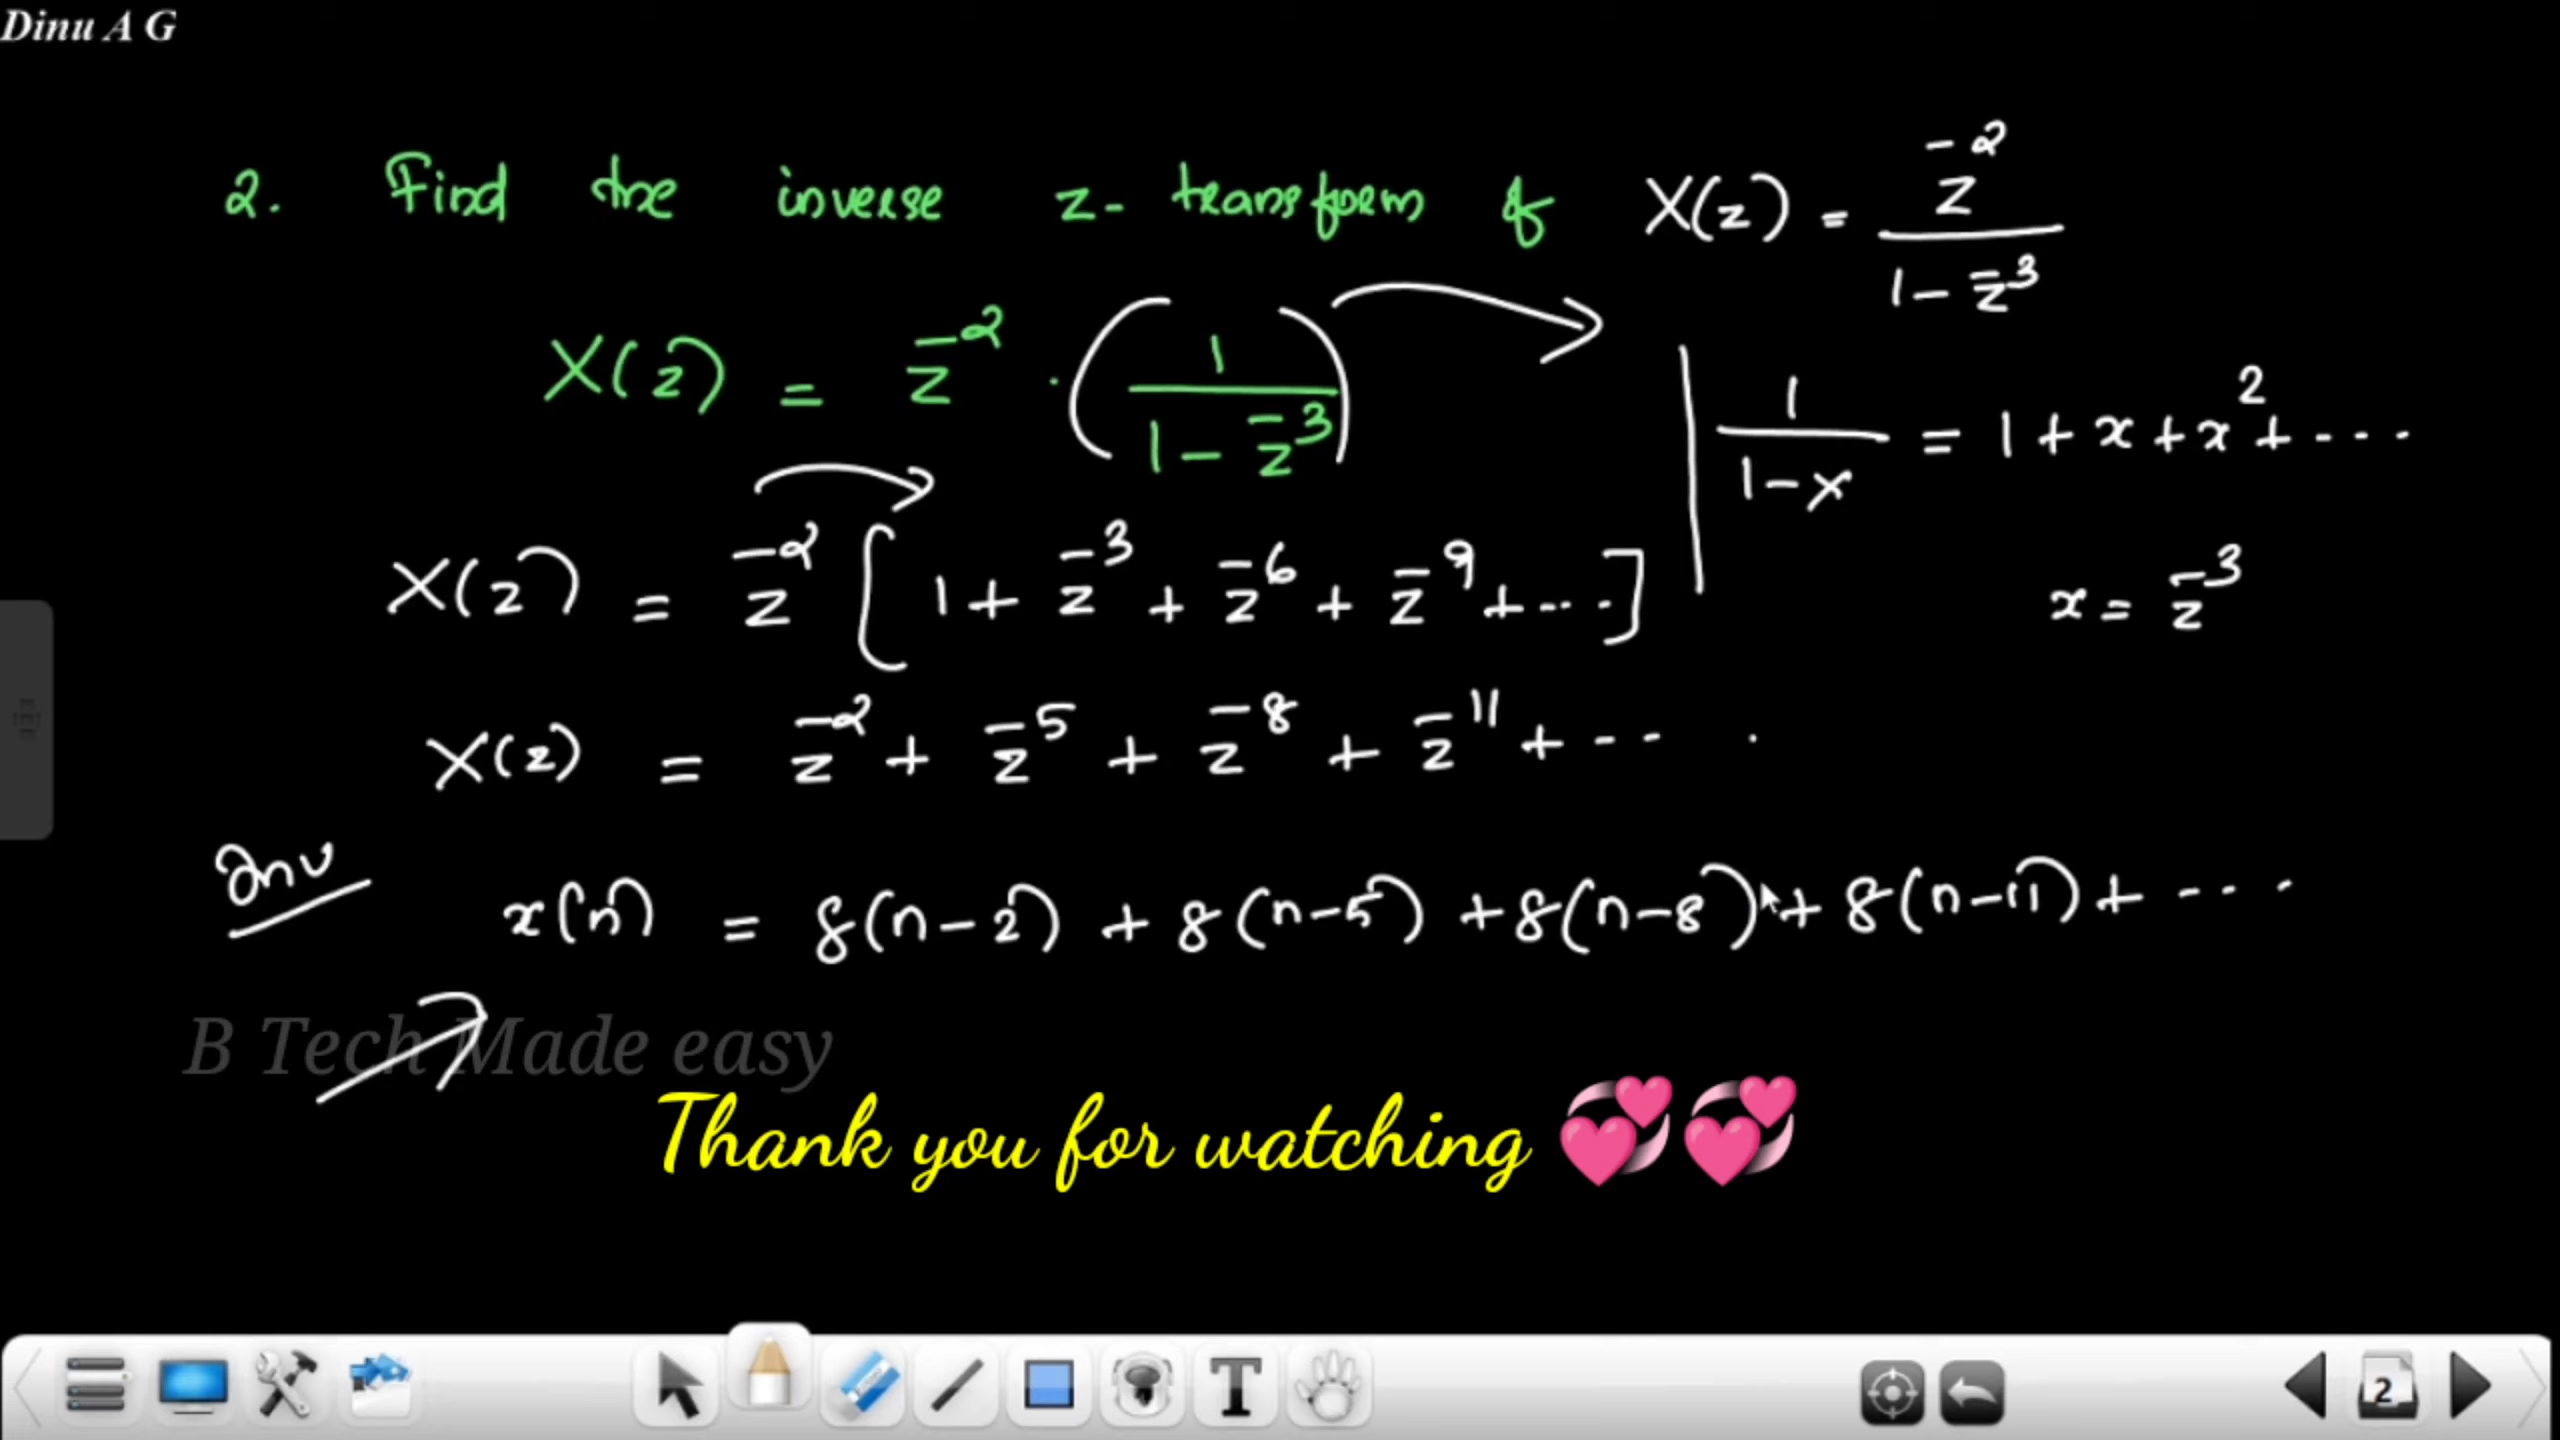 Dinu A G
2. Find the inverse z- transform of X(z) = z^-2 / (1 - z^-3)
X(z) = z^-2 . ( 1 / (1 - z^-3) )
1 / (1 - x) = 1 + x + x^2 + ---
X(z) = z^-2 [ 1 + z^-3 + z^-6 + z^-9 + --- ]
x = z^-3
X(z) = z^-2 + z^-5 + z^-8 + z^-11 + -- .
Inv
x(n) = δ(n-2) + δ(n-5) + δ(n-8) + δ(n-11) + ---
B Tech Made easy
Thank you for watching 💞💞
T
2